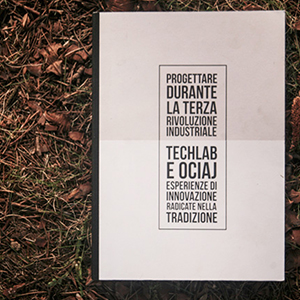 PROGETTARE
DURANTE
LA TERZA
RIVOLUZIONE
INDUSTRIALE
TECHLAB
E OCIAJ
ESPERIENZE DI
INNOVAZIONE
RADICATE NELLA
TRADIZIONE